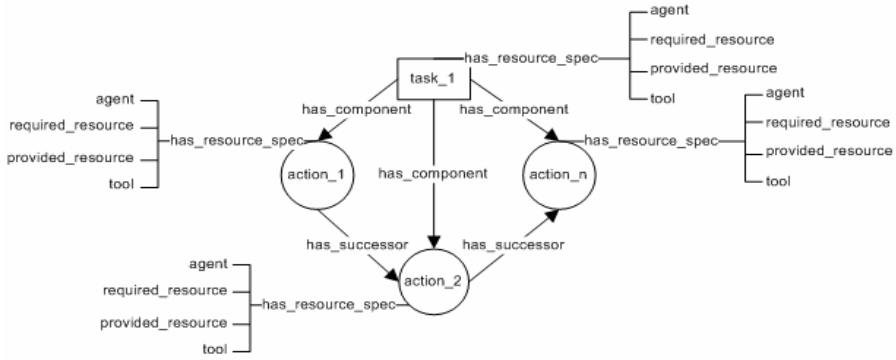 agent
has_resource_spec
required_resource
provided_resource
tool
task_1
has_component
has_component
has_component
agent
required_resource
has_resource_spec
provided_resource
tool
agent
required_resource
has_resource_spec
provided_resource
tool
action_1
action_n
has_successor
has_successor
action_2
agent
required_resource
has_resource_spec
provided_resource
tool